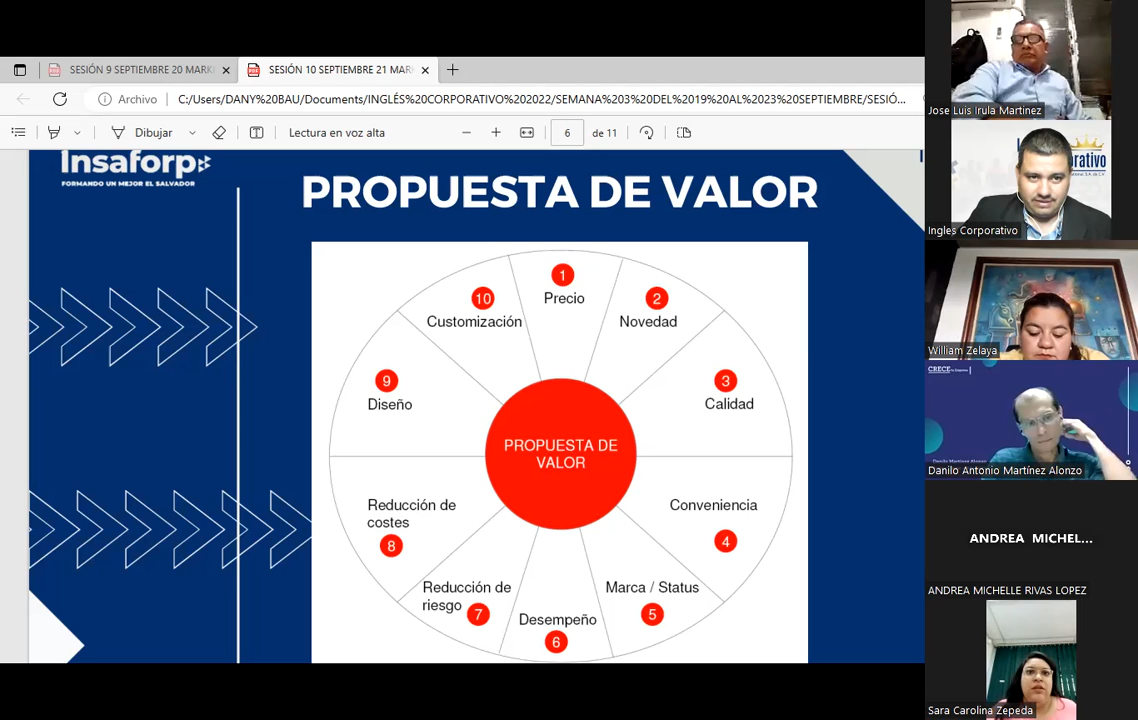 SESIÓN 9 SEPTIEMBRE 20 MARK
SESIÓN 10 SEPTIEMBRE 21 MAR
Archivo
C:/Users/DANY%20BAU/Documents/INGLÉS%20CORPORATIVO%202022/SEMANA%203%20DEL%2019%20AL%2023%20SEPTIEMBRE/SESIÓ...
Dibujar
Lectura en voz alta
6
de 11
Insaforp
FORMANDO UN MEJOR EL SALVADOR
PROPUESTA DE VALOR
1
Precio
2
Novedad
3
Calidad
Conveniencia
4
Marca / Status
5
Desempeño
6
Reducción de
riesgo
7
Reducción de
costes
8
9
Diseño
10
Customización
PROPUESTA DE
VALOR
Jose Luis Irula Martinez
Ingles Corporativo
William Zelaya
CRECE
Danilo Antonio Martínez Alonzo
ANDREA MICHEL...
ANDREA MICHELLE RIVAS LOPEZ
Sara Carolina Zepeda